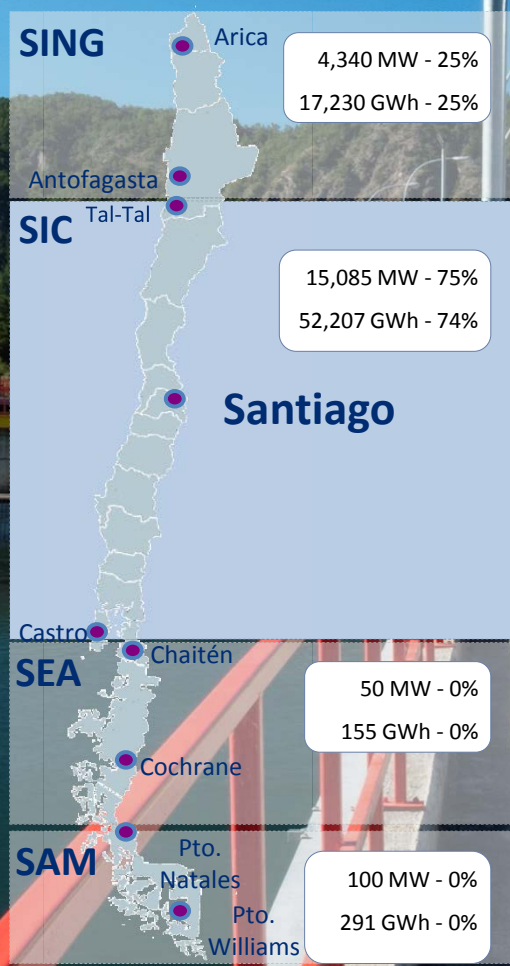 SING
Arica
4,340 MW - 25%
17,230 GWh - 25%
Antofagasta
Tal-Tal
SIC
15,085 MW - 75%
52,207 GWh - 74%
Santiago
Castro
Chaitén
SEA
50 MW - 0%
155 GWh - 0%
Cochrane
SAM
Pto.
Natales
100 MW - 0%
291 GWh - 0%
Pto.
Williams